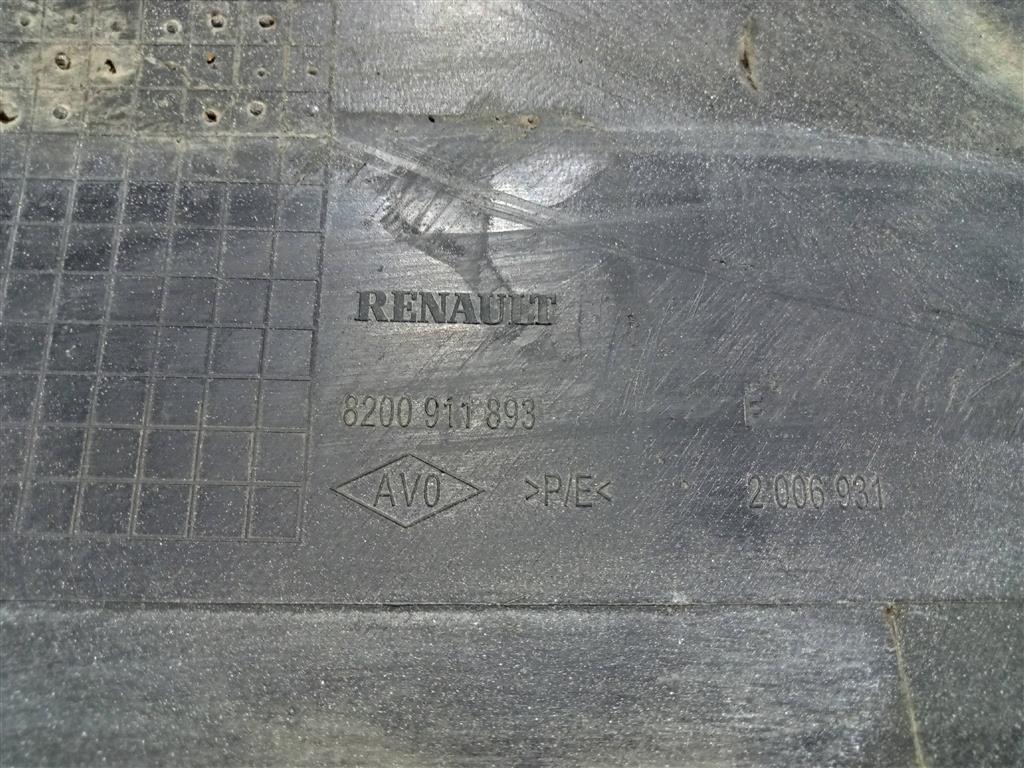 RENAULT
8200 911 893 F
AVO >P/E< 2 006 931